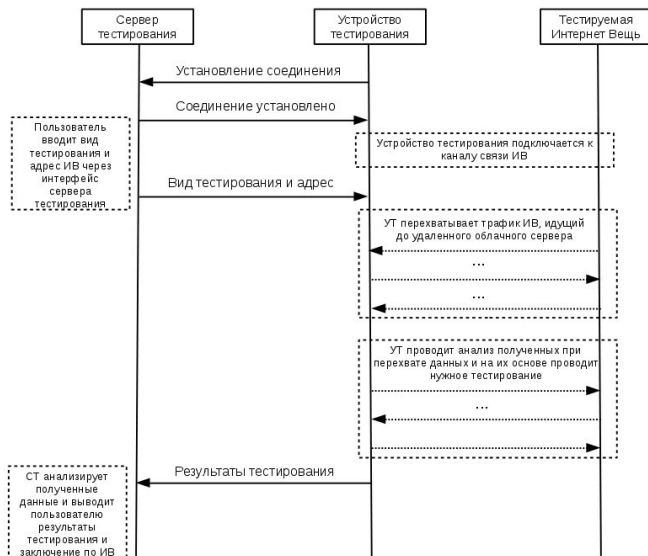 Сервер
тестирования
Устройство
тестирования
Тестируемая
Интернет Вещь
Установление соединения
Соединение установлено
Пользователь
вводит вид
тестирования и
адрес ИВ через
интерфейс
сервера
тестирования
Устройство тестирования подключается к
каналу связи ИВ
Вид тестирования и адрес
УТ перехватывает трафик ИВ, идущий
до удаленного облачного сервера
...
...
УТ проводит анализ полученных при
перехвате данных и на их основе проводит
нужное тестирование
...
Результаты тестирования
СТ анализирует
полученные
данные и выводит
пользователю
результаты
тестирования и
заключение по ИВ